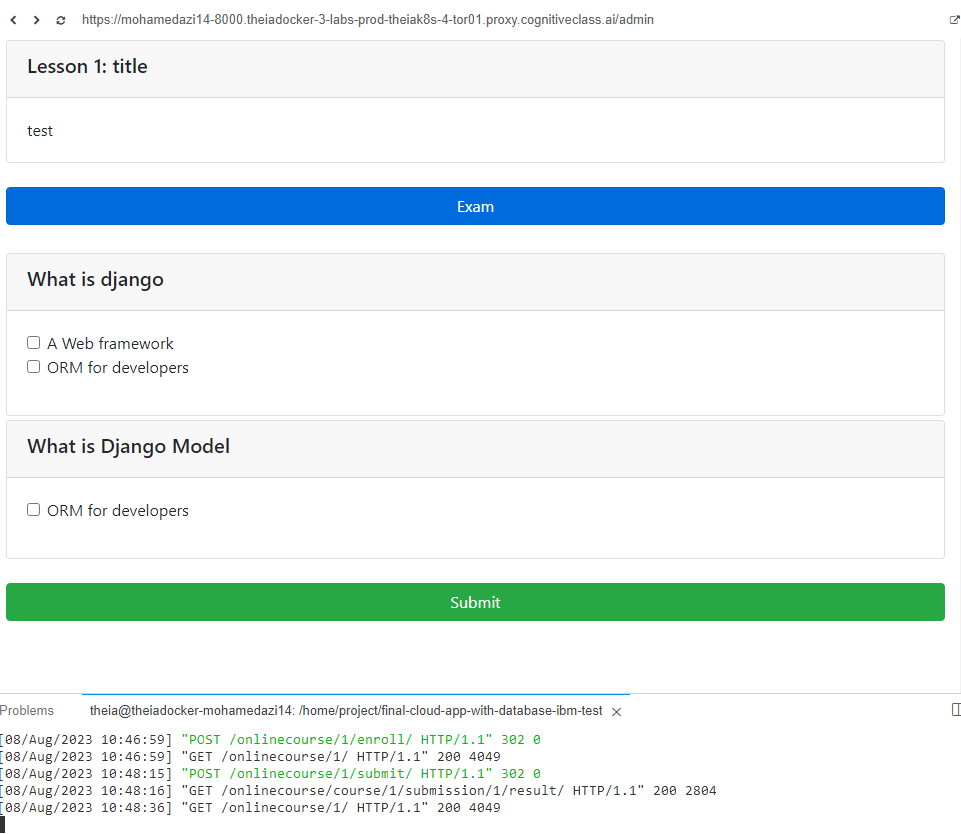 https://mohamedazi14-8000.theiadocker-3-labs-prod-theiak8s-4-tor01.proxy.cognitiveclass.ai/admin
Lesson 1: title
test
Exam
What is django
A Web framework
ORM for developers
What is Django Model
ORM for developers
Submit
Problems
theia@theiadocker-mohamedazi14: /home/project/final-cloud-app-with-database-ibm-test
[08/Aug/2023 10:46:59] "POST /onlinecourse/1/enroll/ HTTP/1.1" 302 0
[08/Aug/2023 10:46:59] "GET /onlinecourse/1/ HTTP/1.1" 200 4049
[08/Aug/2023 10:48:15] "POST /onlinecourse/1/submit/ HTTP/1.1" 302 0
[08/Aug/2023 10:48:16] "GET /onlinecourse/course/1/submission/1/result/ HTTP/1.1" 200 2804
[08/Aug/2023 10:48:36] "GET /onlinecourse/1/ HTTP/1.1" 200 4049